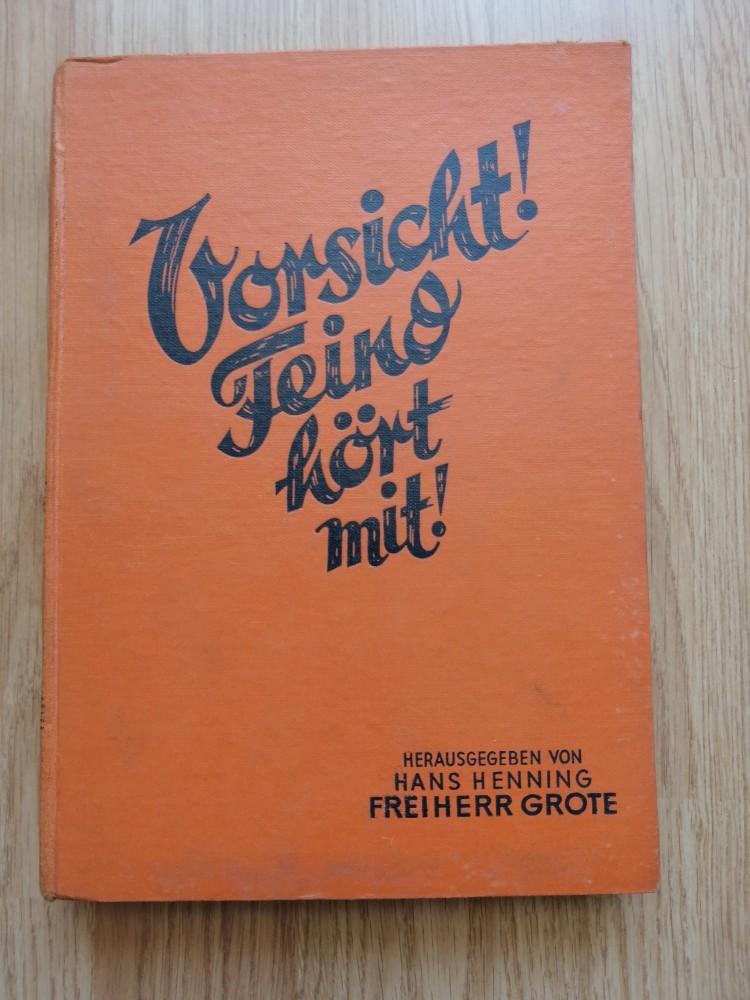 Vorsicht!
Feind
hört
mit!
HERAUSGEGEBEN VON
HANS HENNING
FREIHERR GROTE